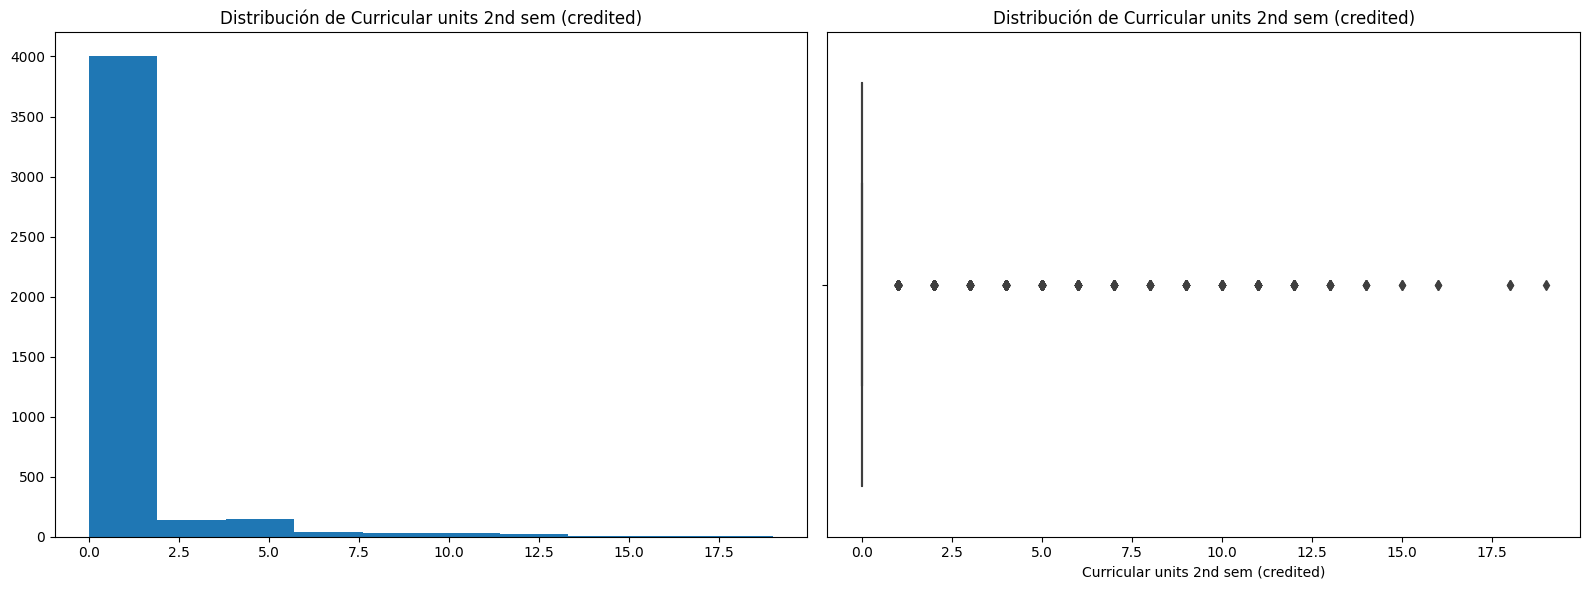 Distribución de Curricular units 2nd sem (credited)
4000
3500
3000
2500
2000
1500
1000
500
0
0.0 2.5 5.0 7.5 10.0 12.5 15.0 17.5
Distribución de Curricular units 2nd sem (credited)
0.0 2.5 5.0 7.5 10.0 12.5 15.0 17.5
Curricular units 2nd sem (credited)